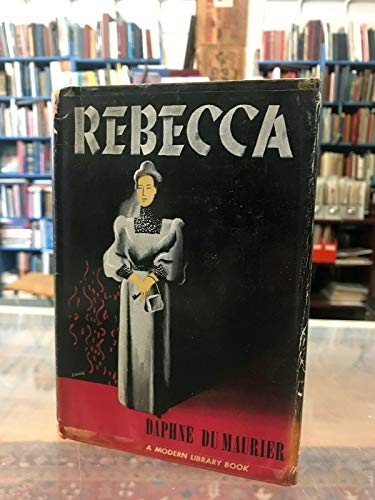 REBECCA
DAPHNE DU MAURIER
A MODERN LIBRARY BOOK